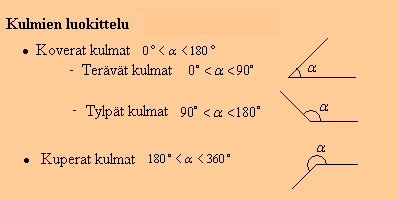 Kulmien luokittelu
• Koverat kulmat 0° < α < 180°
- Terävät kulmat 0° < α < 90°
α
- Tylpät kulmat 90° < α < 180°
α
• Kuperat kulmat 180° < α < 360°
α